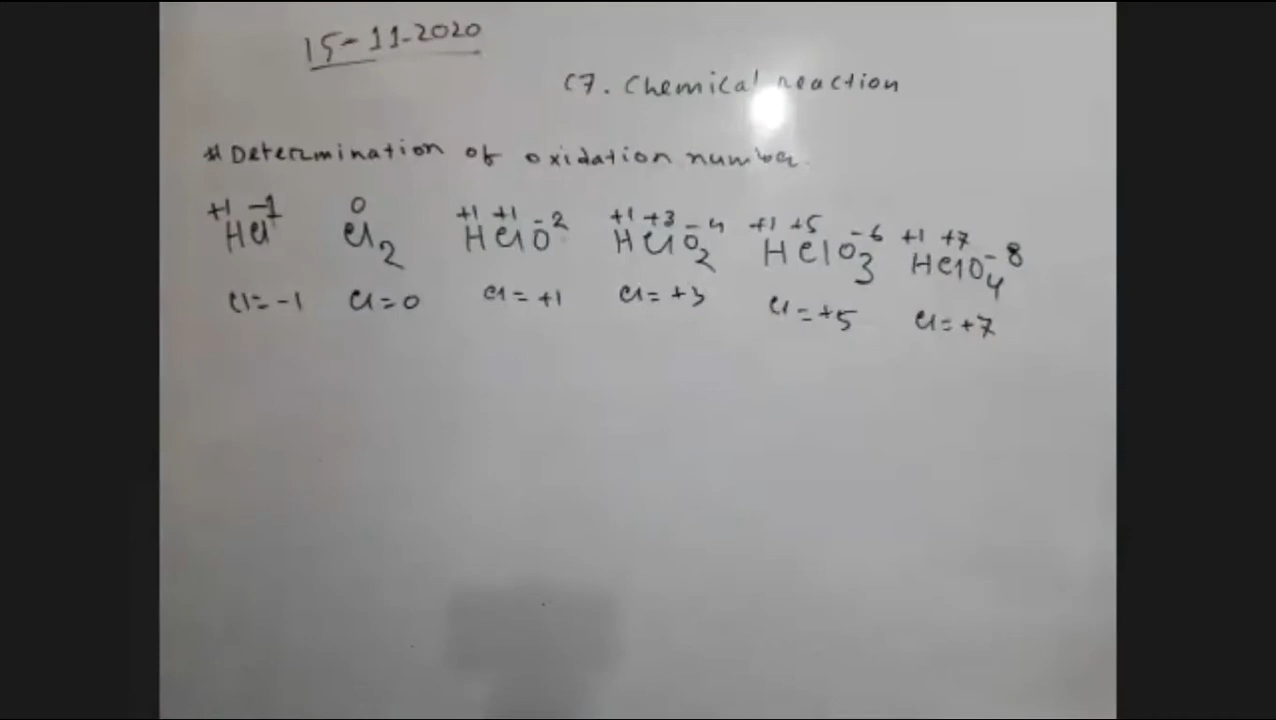 15-11-2020
C7. Chemical reaction
* Determination of oxidation number.
+1 -1 0 +1 +1 -2 +1 +3 -4 +1 +5 -6 +1 +7 -8
HCl Cl2 HClO HClO2 HClO3 HClO4
Cl=-1 Cl=0 Cl=+1 Cl=+3 Cl=+5 Cl=+7